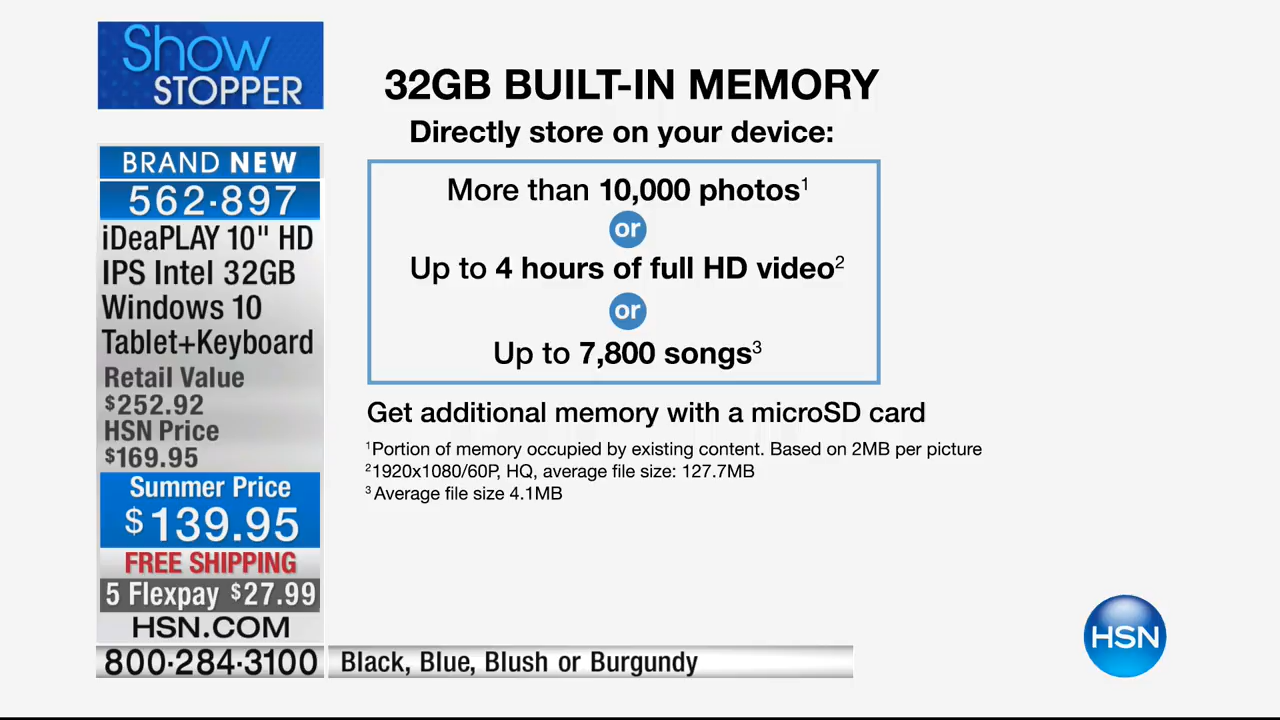 Show
STOPPER
BRAND NEW
562·897
iDeaPLAY 10" HD
IPS Intel 32GB
Windows 10
Tablet+Keyboard
Retail Value
$252.92
HSN Price
$169.95
Summer Price
$139.95
FREE SHIPPING
5 Flexpay $27.99
HSN.COM
800·284·3100
32GB BUILT-IN MEMORY
Directly store on your device:
More than 10,000 photos¹
or
Up to 4 hours of full HD video²
or
Up to 7,800 songs³
Get additional memory with a microSD card
¹Portion of memory occupied by existing content. Based on 2MB per picture
²1920x1080/60P, HQ, average file size: 127.7MB
³Average file size 4.1MB
Black, Blue, Blush or Burgundy
HSN